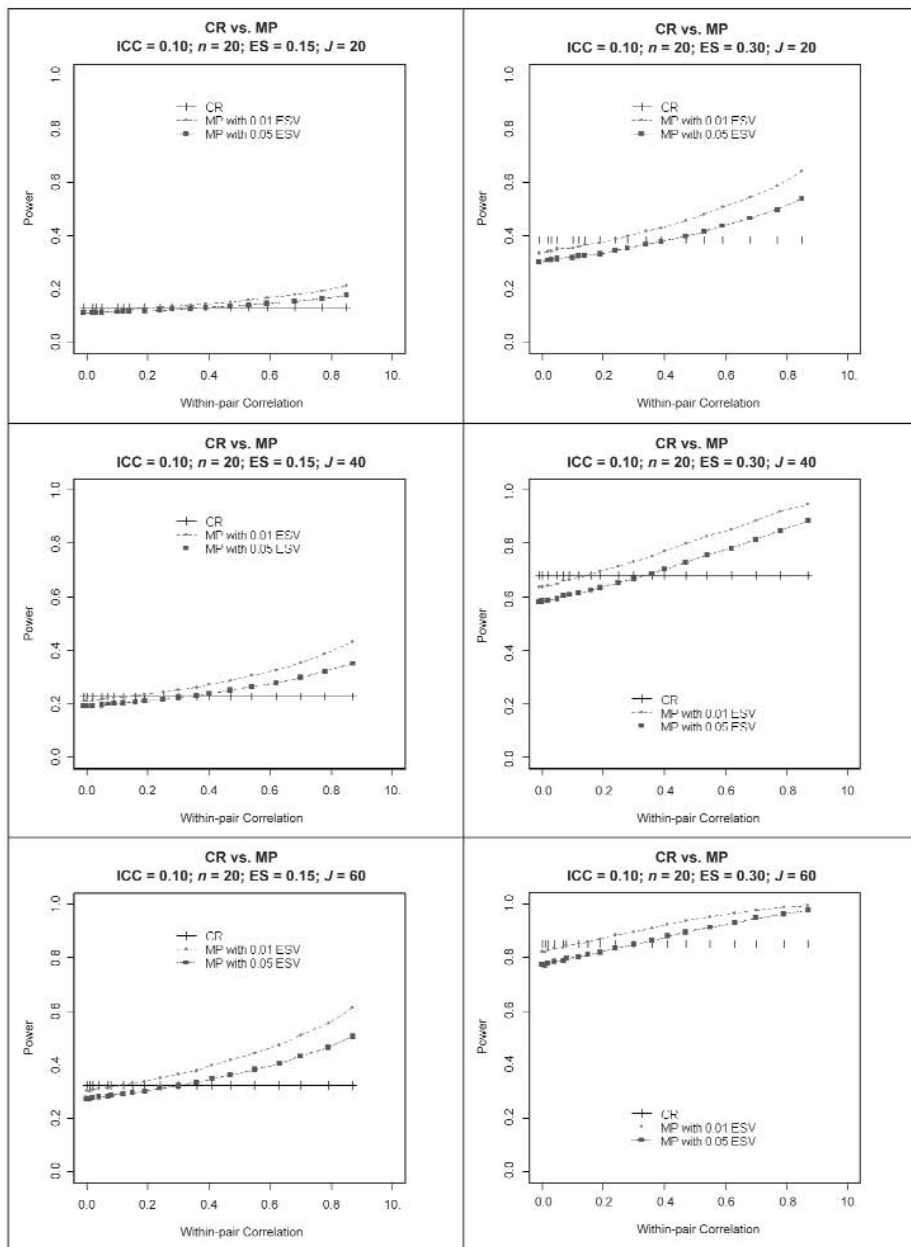 CR vs. MP
ICC = 0.10; n = 20; ES = 0.15; J = 20
1.0
0.8
0.6
0.4
0.2
0.0
Power
CR
MP with 0.01 ESV
MP with 0.05 ESV
0.0 0.2 0.4 0.6 0.8 10.
Within-pair Correlation
CR vs. MP
ICC = 0.10; n = 20; ES = 0.30; J = 20
1.0
0.8
0.6
0.4
0.2
0.0
Power
CR
MP with 0.01 ESV
MP with 0.05 ESV
0.0 0.2 0.4 0.6 0.8 10.
Within-pair Correlation
CR vs. MP
ICC = 0.10; n = 20; ES = 0.15; J = 40
1.0
0.8
0.6
0.4
0.2
0.0
Power
CR
MP with 0.01 ESV
MP with 0.05 ESV
0.0 0.2 0.4 0.6 0.8 10.
Within-pair Correlation
CR vs. MP
ICC = 0.10; n = 20; ES = 0.30; J = 40
1.0
0.8
0.6
0.4
0.2
0.0
Power
CR
MP with 0.01 ESV
MP with 0.05 ESV
0.0 0.2 0.4 0.6 0.8 10.
Within-pair Correlation
CR vs. MP
ICC = 0.10; n = 20; ES = 0.15; J = 60
1.0
0.8
0.6
0.4
0.2
0.0
Power
CR
MP with 0.01 ESV
MP with 0.05 ESV
0.0 0.2 0.4 0.6 0.8 10.
Within-pair Correlation
CR vs. MP
ICC = 0.10; n = 20; ES = 0.30; J = 60
1.0
0.8
0.6
0.4
0.2
0.0
Power
CR
MP with 0.01 ESV
MP with 0.05 ESV
0.0 0.2 0.4 0.6 0.8 10.
Within-pair Correlation